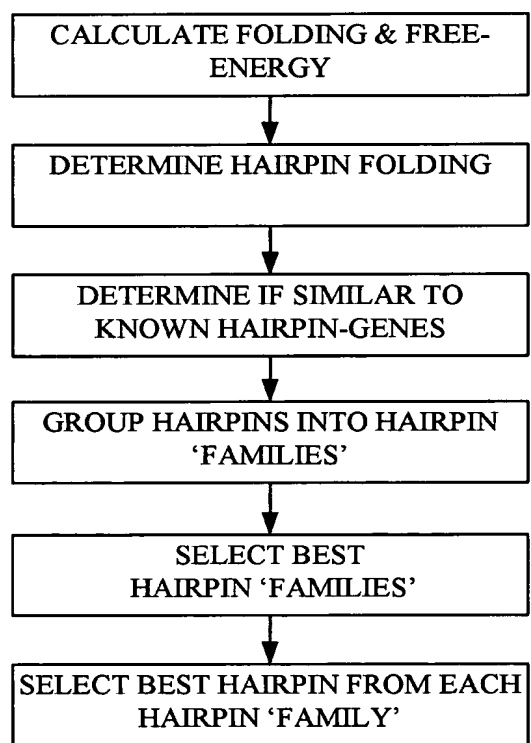 CALCULATE FOLDING & FREE-
ENERGY
DETERMINE HAIRPIN FOLDING
DETERMINE IF SIMILAR TO
KNOWN HAIRPIN-GENES
GROUP HAIRPINS INTO HAIRPIN
‘FAMILIES’
SELECT BEST
HAIRPIN ‘FAMILIES’
SELECT BEST HAIRPIN FROM EACH
HAIRPIN ‘FAMILY’